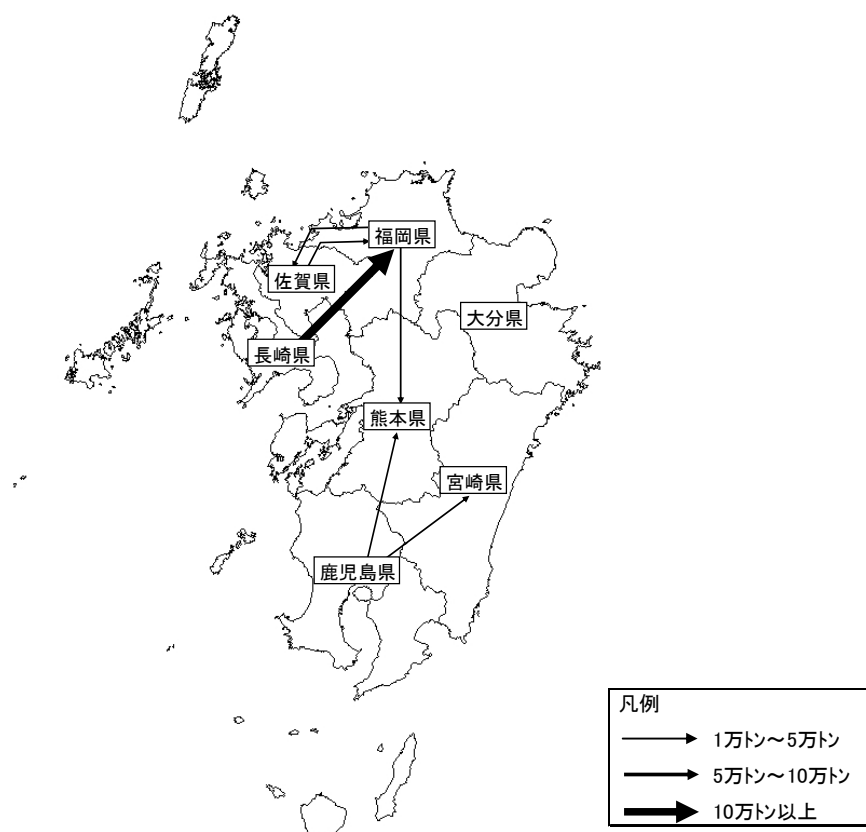 福岡県
佐賀県
大分県
長崎県
熊本県
宮崎県
鹿児島県
凡例
1万トン～5万トン
5万トン～10万トン
10万トン以上